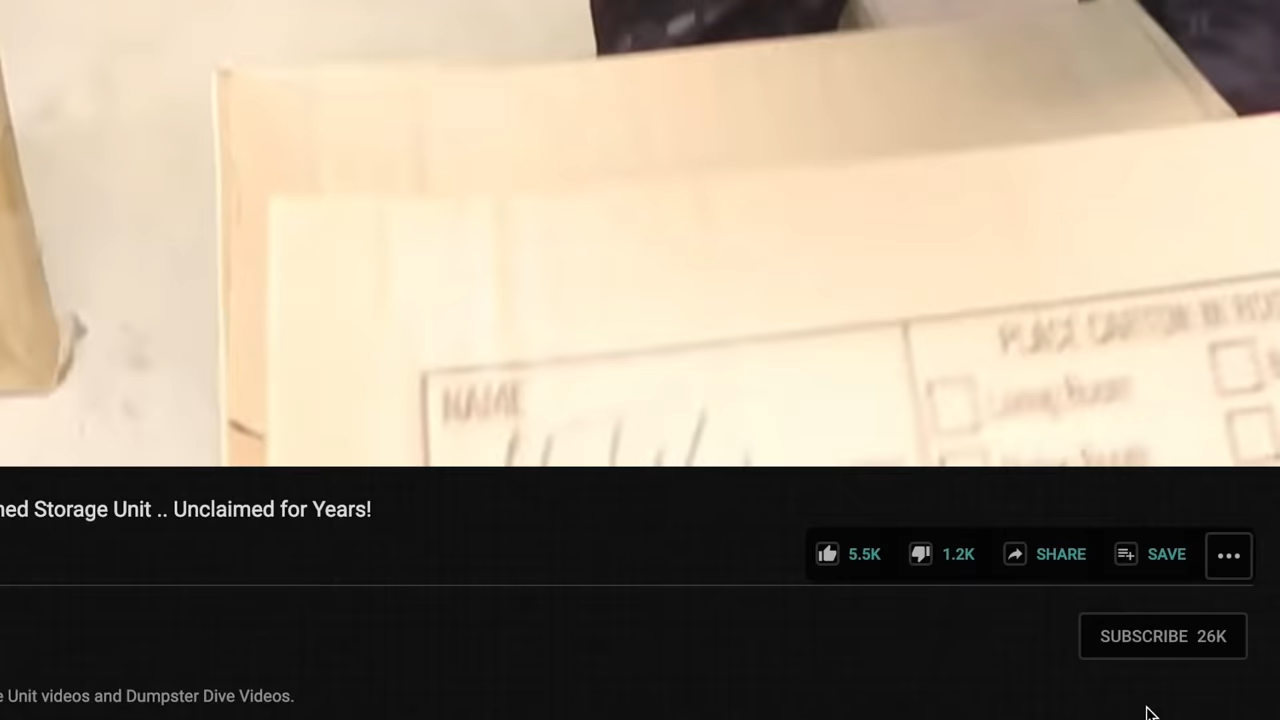 PLACE CARTON IN
NAME
Living Room
Room
ned Storage Unit .. Unclaimed for Years!
5.5K 1.2K SHARE SAVE
SUBSCRIBE 26K
e Unit videos and Dumpster Dive Videos.